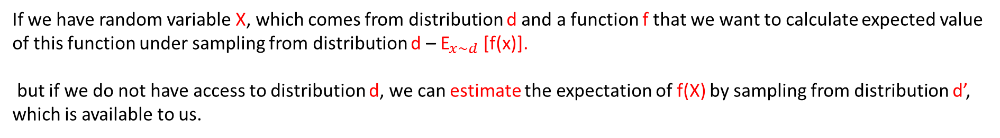 If we have random variable X, which comes from distribution d and a function f that we want to calculate expected value
of this function under sampling from distribution d – E𝑥~𝑑 [f(x)].
but if we do not have access to distribution d, we can estimate the expectation of f(X) by sampling from distribution d’,
which is available to us.